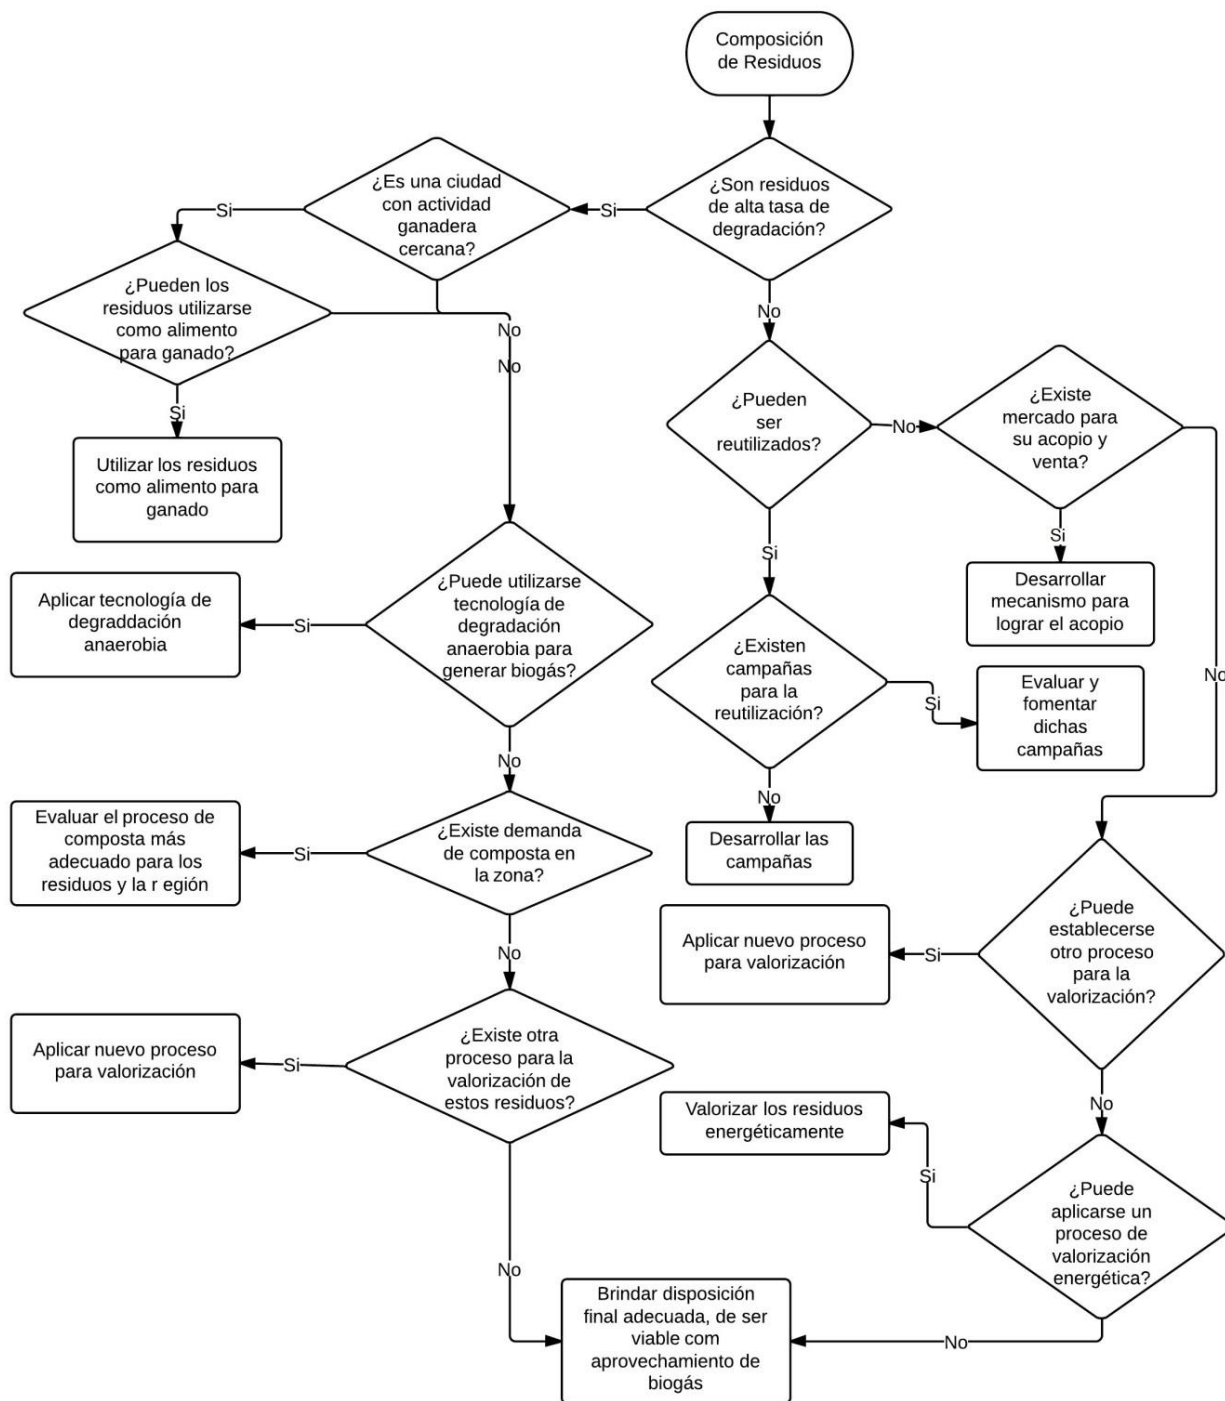 Composición
de Residuos
¿Son residuos
de alta tasa de
degradación?
Si
¿Es una ciudad
con actividad
ganadera
cercana?
Si
¿Pueden los
residuos utilizarse
como alimento
para ganado?
No
No
Si
Utilizar los residuos
como alimento para
ganado
¿Puede utilizarse
tecnología de
degradación
anaerobia para
generar biogás?
Si
Aplicar tecnología de
degraddación
anaerobia
No
¿Existe demanda
de composta en
la zona?
Si
Evaluar el proceso de
composta más
adecuado para los
residuos y la r egión
No
¿Existe otra
proceso para la
valorización de
estos residuos?
Si
Aplicar nuevo proceso
para valorización
No
No
¿Pueden
ser
reutilizados?
No
¿Existe
mercado para
su acopio y
venta?
Si
Desarrollar
mecanismo para
lograr el acopio
Si
¿Existen
campañas
para la
reutilización?
Si
Evaluar y
fomentar
dichas
campañas
No
Desarrollar las
campañas
No
¿Puede
establecerse
otro proceso
para la
valorización?
Si
Aplicar nuevo proceso
para valorización
No
¿Puede
aplicarse un
proceso de
valorización
energética?
Si
Valorizar los residuos
energéticamente
No
Brindar disposición
final adecuada, de ser
viable com
aprovechamiento de
biogás